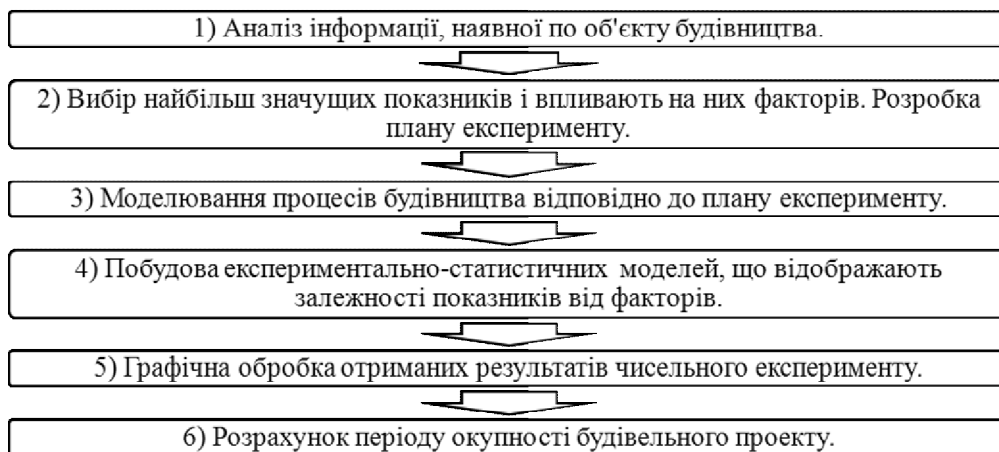 1) Аналіз інформації, наявної по об'єкту будівництва.
2) Вибір найбільш значущих показників і впливають на них факторів. Розробка
плану експерименту.
3) Моделювання процесів будівництва відповідно до плану експерименту.
4) Побудова експериментально-статистичних моделей, що відображають
залежності показників від факторів.
5) Графічна обробка отриманих результатів чисельного експерименту.
6) Розрахунок періоду окупності будівельного проекту.